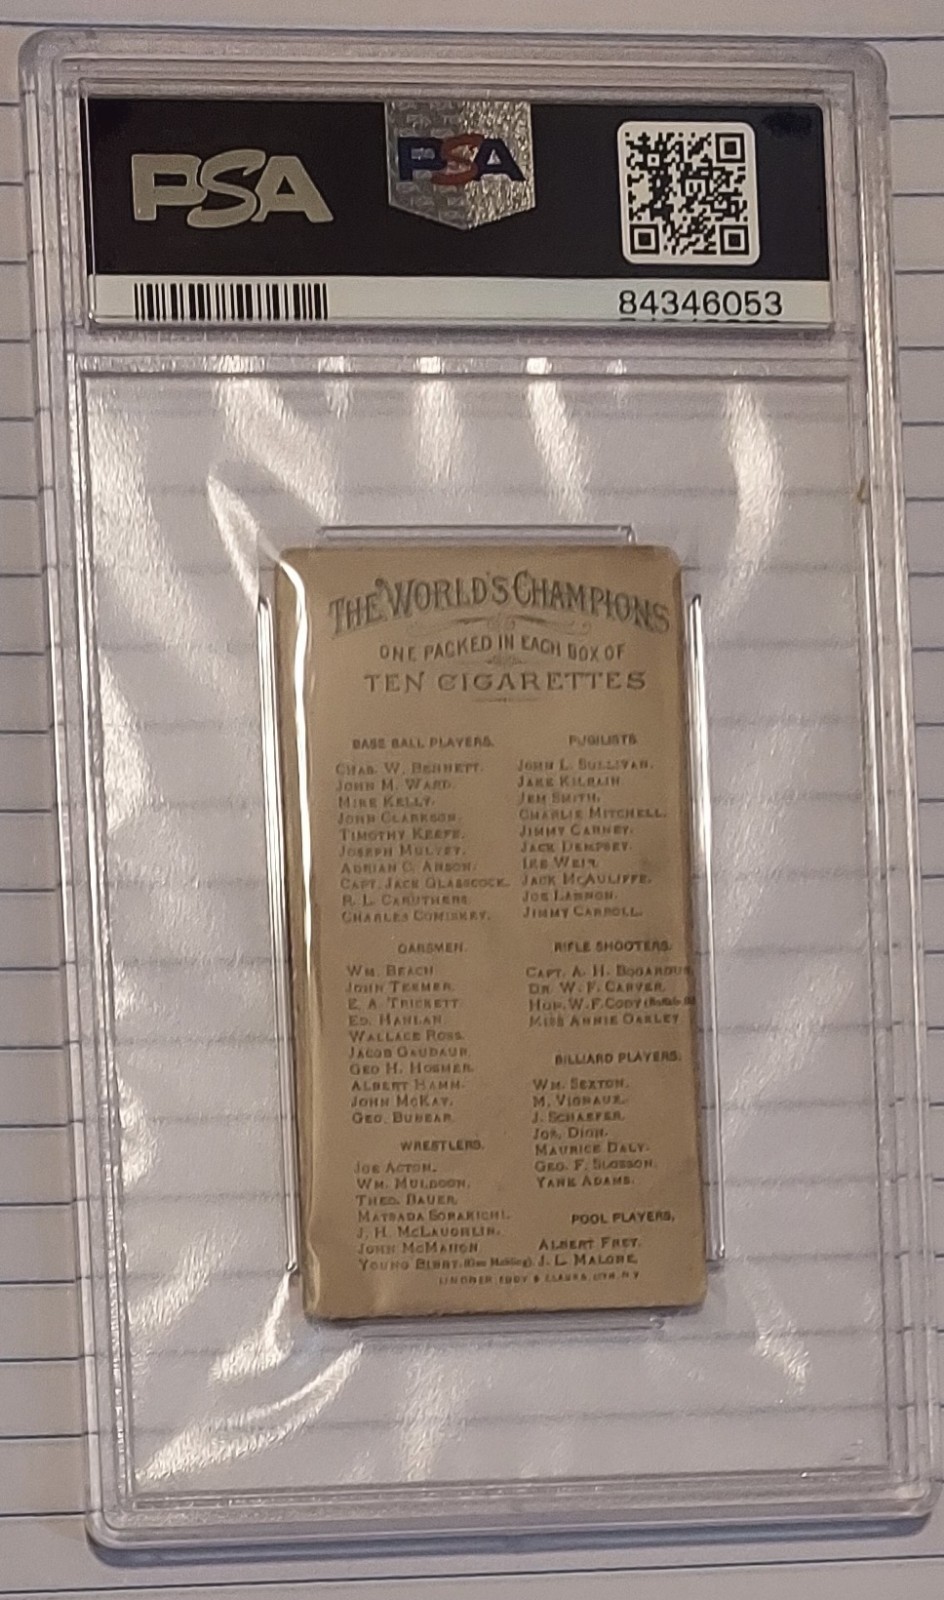 PSA
PSA
84346053
THE WORLD'S CHAMPIONS
ONE PACKED IN EACH BOX OF
TEN CIGARETTES
BASE BALL PLAYERS.
CHAS. W. BENNETT.
JOHN M. WARD.
MIKE KELLY.
JOHN CLARKSON.
TIMOTHY KEEFE.
JOSEPH MULVEY.
ADRIAN C. ANSON.
CAPT. JACK GLASSCOCK.
R. L. CARUTHERS.
CHARLES COMISKEY.
OARSMEN.
WM. BEACH
JOHN TEEMER.
E. A. TRICKETT
ED. HANLAN
WALLACE ROSS.
JACOB GAUDAUR.
GEO H. HOSMER.
ALBERT HAMM.
JOHN MCKAY.
GEO. BUBEAR
WRESTLERS.
JOE ACTON.
WM. MULDOON.
THEO. BAUER
MATSADA SORAKICHI.
J. H. MCLAUGHLIN.
JOHN MCMAHON
YOUNG BIBBY.
PUGILISTS
JOHN L. SULLIVAN.
JAKE KILRAIN
JEM SMITH.
CHARLIE MITCHELL.
JIMMY CARNEY.
JACK DEMPSEY.
IKE WEIR.
JACK MCAULIFFE.
JOE LANNON.
JIMMY CARROLL.
RIFLE SHOOTERS.
CAPT. A. H. BOGARDUS
DR. W. F. CARVER.
HON. W. F. CODY (Buffalo Bill
MISS ANNIE OAKLEY
BILLIARD PLAYERS.
WM. SEXTON.
M. VIGNAUX.
J. SCHAEFER.
JOS. DION.
MAURICE DALY.
GEO. F. SLOSSON.
YANK ADAMS.
POOL PLAYERS.
ALBERT FREY.
J. L. MALONE,
LINDNER, EDDY & CLAUSS, LITH. N.Y